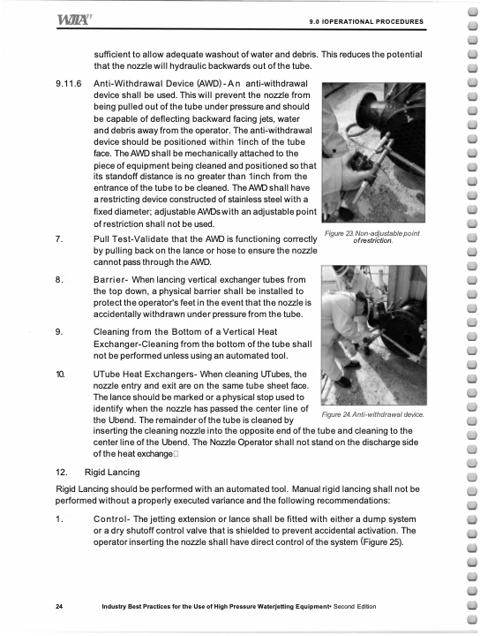 WJTA
9.0 IOPERATIONAL PROCEDURES
sufficient to allow adequate washout of water and debris. This reduces the potential
that the nozzle will hydraulic backwards out of the tube.
9.11.6 Anti-Withdrawal Device (AWD) - An anti-withdrawal
device shall be used. This will prevent the nozzle from
being pulled out of the tube under pressure and should
be capable of deflecting backward facing jets, water
and debris away from the operator. The anti-withdrawal
device should be positioned within 1inch of the tube
face. The AWD shall be mechanically attached to the
piece of equipment being cleaned and positioned so that
its standoff distance is no greater than 1inch from the
entrance of the tube to be cleaned. The AWD shall have
a restricting device constructed of stainless steel with a
fixed diameter; adjustable AWDs with an adjustable point
of restriction shall not be used.
Figure 23. Non-adjustable point
of restriction.
7. Pull Test-Validate that the AWD is functioning correctly
by pulling back on the lance or hose to ensure the nozzle
cannot pass through the AWD.
8. Barrier- When lancing vertical exchanger tubes from
the top down, a physical barrier shall be installed to
protect the operator's feet in the event that the nozzle is
accidentally withdrawn under pressure from the tube.
9. Cleaning from the Bottom of a Vertical Heat
Exchanger-Cleaning from the bottom of the tube shall
not be performed unless using an automated tool.
10. UTube Heat Exchangers- When cleaning UTubes, the
nozzle entry and exit are on the same tube sheet face.
The lance should be marked or a physical stop used to
identify when the nozzle has passed the center line of
the Ubend. The remainder of the tube is cleaned by
Figure 24. Anti-withdrawal device.
inserting the cleaning nozzle into the opposite end of the tube and cleaning to the
center line of the Ubend. The Nozzle Operator shall not stand on the discharge side
of the heat exchange□
12. Rigid Lancing
Rigid Lancing should be performed with an automated tool. Manual rigid lancing shall not be
performed without a properly executed variance and the following recommendations:
1. Control- The jetting extension or lance shall be fitted with either a dump system
or a dry shutoff control valve that is shielded to prevent accidental activation. The
operator inserting the nozzle shall have direct control of the system (Figure 25).
24 Industry Best Practices for the Use of High Pressure Waterjetting Equipment• Second Edition